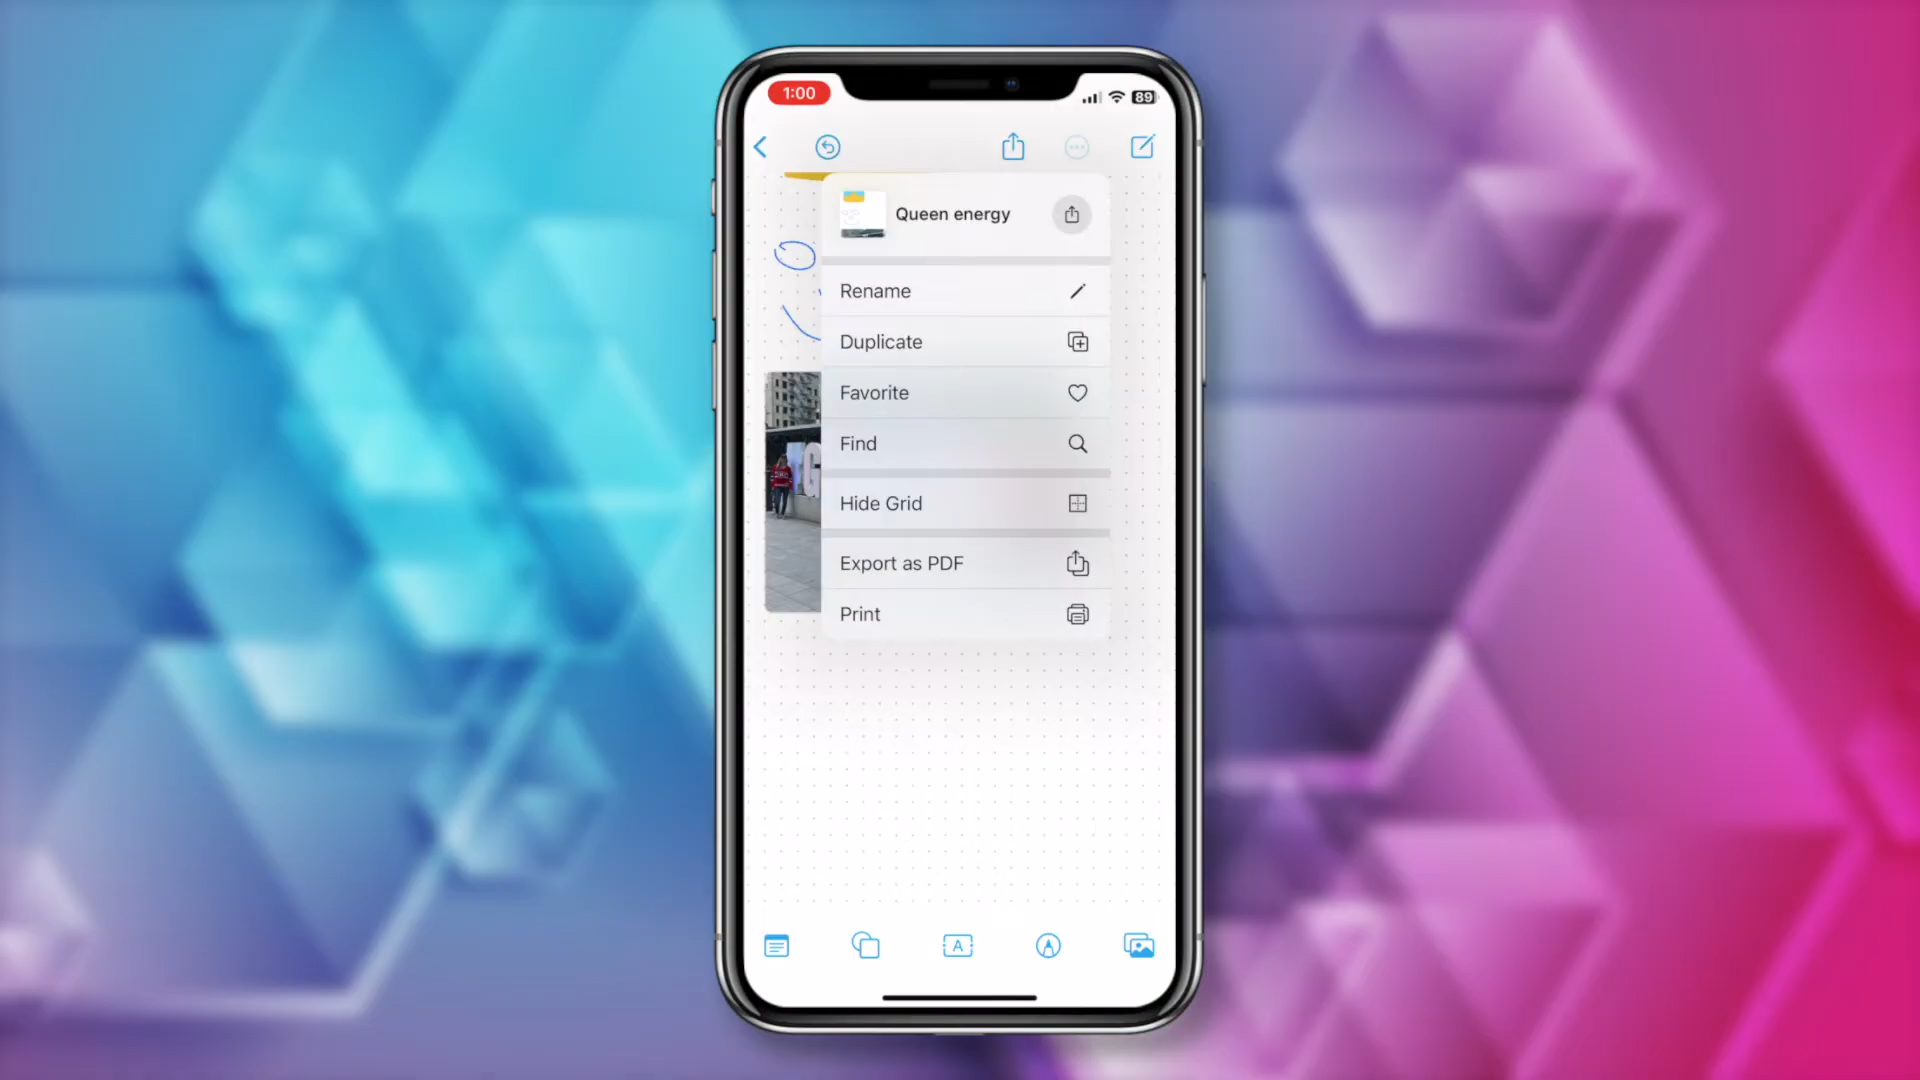 1:00
89
Queen energy
Rename
Duplicate
Favorite
Find
Hide Grid
Export as PDF
Print
A